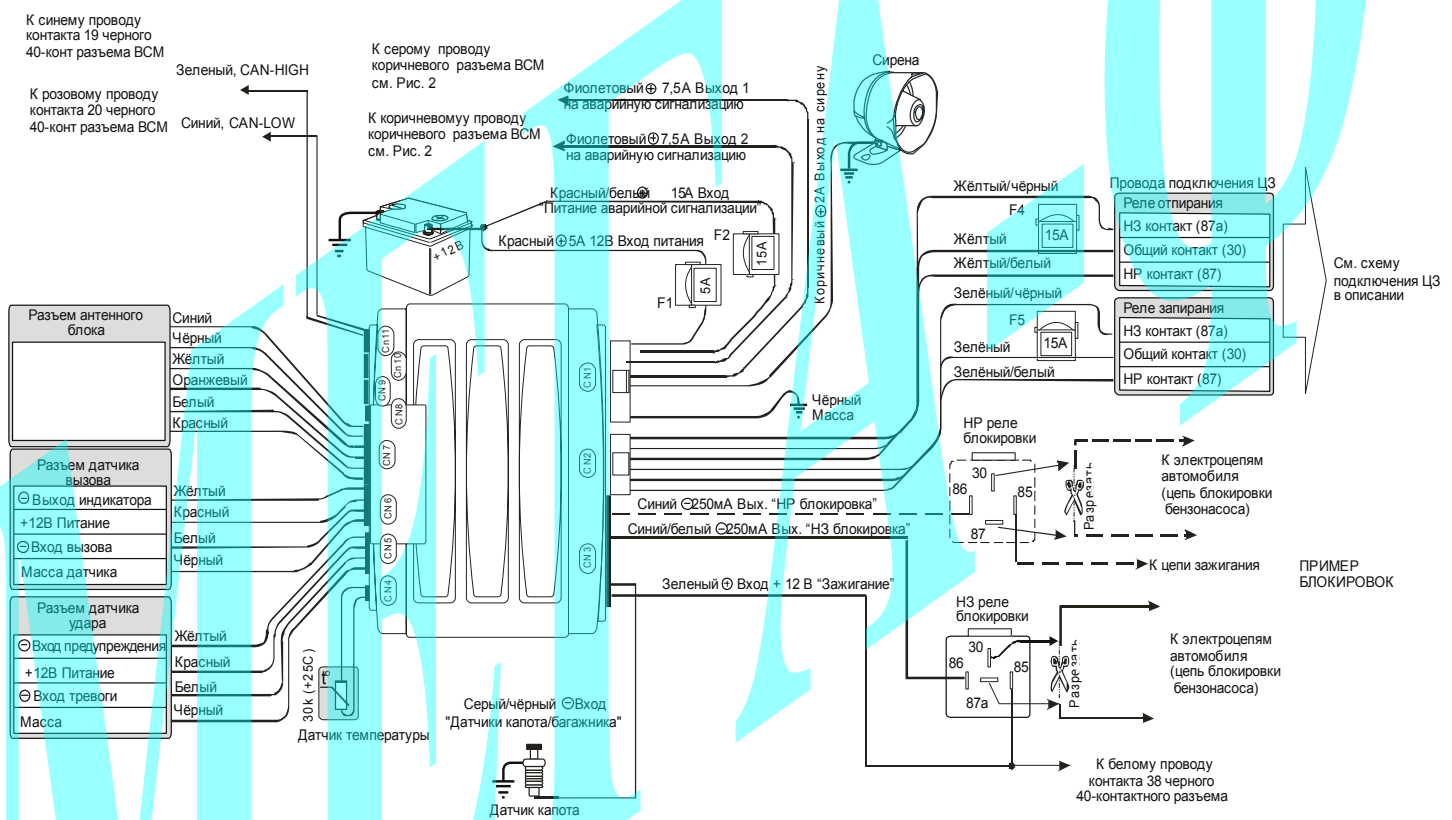 К синему проводу
контакта 19 черного
40-конт разъема BCM
Зеленый, CAN-HIGH
К розовому проводу
контакта 20 черного
40-конт разъема BCM
Синий, CAN-LOW
К серому проводу
коричневого разъема BCM
см. Рис. 2
К коричневомуу проводу
коричневого разъема BCM
см. Рис. 2
Фиолетовый ⊕ 7,5А Выход 1
на аварийную сигнализацию
Фиолетовый ⊕ 7,5А Выход 2
на аварийную сигнализацию
Красный/белый ⊕ 15А Вход
"Питание аварийной сигнализации"
Красный ⊕ 5А 12В Вход питания
+12В
F2
15A
F1
5A
Коричневый ⊕ 2А Выход на сирену
Сирена
Жёлтый/чёрный
F4
15A
Жёлтый
Жёлтый/белый
Зелёный/чёрный
F5
15A
Зелёный
Зелёный/белый
Провода подключения ЦЗ
Реле отпирания
НЗ контакт (87а)
Общий контакт (30)
НР контакт (87)
Реле запирания
НЗ контакт (87а)
Общий контакт (30)
НР контакт (87)
См. схему
подключения ЦЗ
в описании
Разъем антенного
блока
Синий
Чёрный
Жёлтый
Оранжевый
Белый
Красный
Разъем датчика
вызова
⊖ Выход индикатора
+12В Питание
⊖ Вход вызова
Масса датчика
Жёлтый
Красный
Белый
Чёрный
Разъем датчика
удара
⊖ Вход предупреждения
+12В Питание
⊖ Вход тревоги
Масса
Жёлтый
Красный
Белый
Чёрный
Cn11
Cn10
CN9
CN8
CN7
CN6
CN5
CN4
CN1
CN2
CN3
Чёрный
Масса
30k (+25C)
t°
Датчик температуры
Серый/чёрный ⊖ Вход
"Датчики капота/багажника"
Датчик капота
Синий ⊖ 250мА Вых. “НР блокировка”
Синий/белый ⊖ 250мА Вых. “НЗ блокировка”
Зеленый ⊕ Вход + 12 В “Зажигание”
НР реле
блокировки
30
86
85
87
Разрезать
К электроцепям
автомобиля
(цепь блокировки
бензонасоса)
К цепи зажигания
ПРИМЕР
БЛОКИРОВОК
НЗ реле
блокировки
30
86
85
87а
Разрезать
К электроцепям
автомобиля
(цепь блокировки
бензонасоса)
К белому проводу
контакта 38 черного
40-контактного разъема